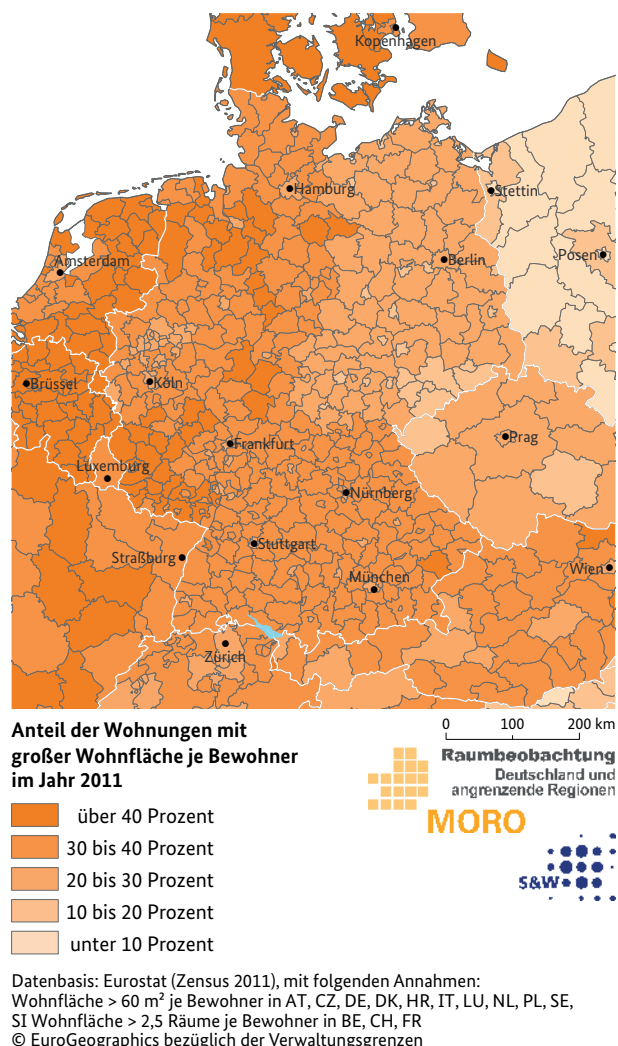 Kopenhagen
Hamburg
Stettin
Amsterdam
Berlin
Posen
Brüssel
Köln
Frankfurt
Prag
Luxemburg
Nürnberg
Straßburg
Stuttgart
München
Wien
Zürich
Anteil der Wohnungen mit
großer Wohnfläche je Bewohner
im Jahr 2011
0 100 200 km
Raumbeobachtung
Deutschland und
angrenzende Regionen
MORO
S&W
über 40 Prozent
30 bis 40 Prozent
20 bis 30 Prozent
10 bis 20 Prozent
unter 10 Prozent
Datenbasis: Eurostat (Zensus 2011), mit folgenden Annahmen:
Wohnfläche > 60 m² je Bewohner in AT, CZ, DE, DK, HR, IT, LU, NL, PL, SE,
SI Wohnfläche > 2,5 Räume je Bewohner in BE, CH, FR
© EuroGeographics bezüglich der Verwaltungsgrenzen